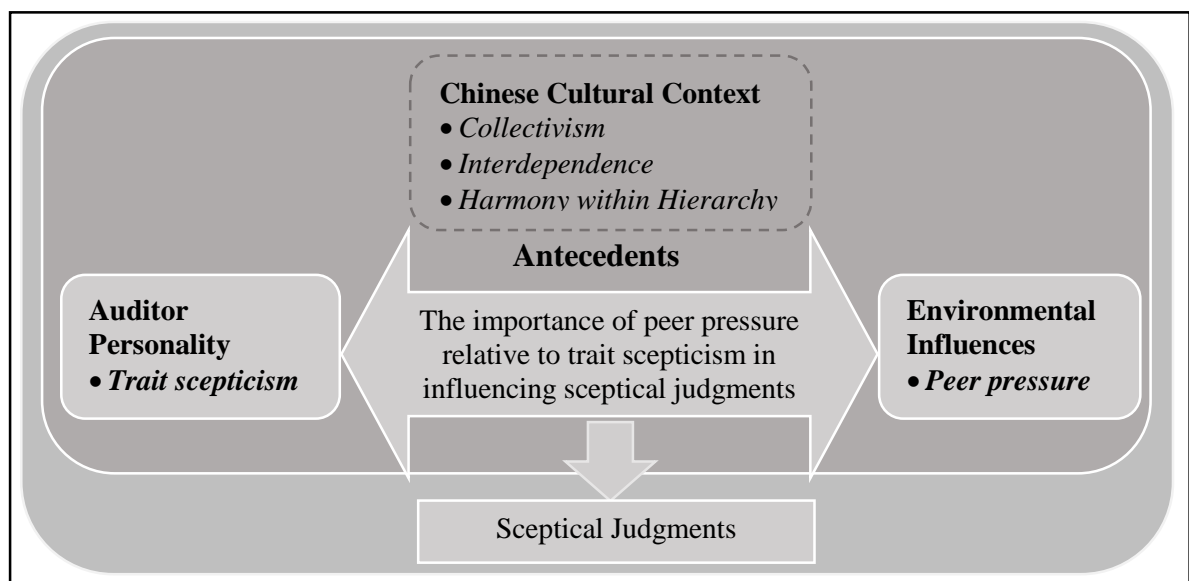 Chinese Cultural Context
• Collectivism
• Interdependence
• Harmony within Hierarchy
Antecedents
Auditor
Personality
• Trait scepticism
The importance of peer pressure
relative to trait scepticism in
influencing sceptical judgments
Environmental
Influences
• Peer pressure
Sceptical Judgments